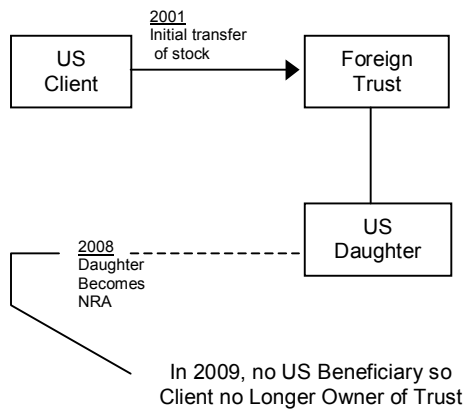 2001
Initial transfer
of stock
US
Client
Foreign
Trust
US
Daughter
2008
Daughter
Becomes
NRA
In 2009, no US Beneficiary so
Client no Longer Owner of Trust